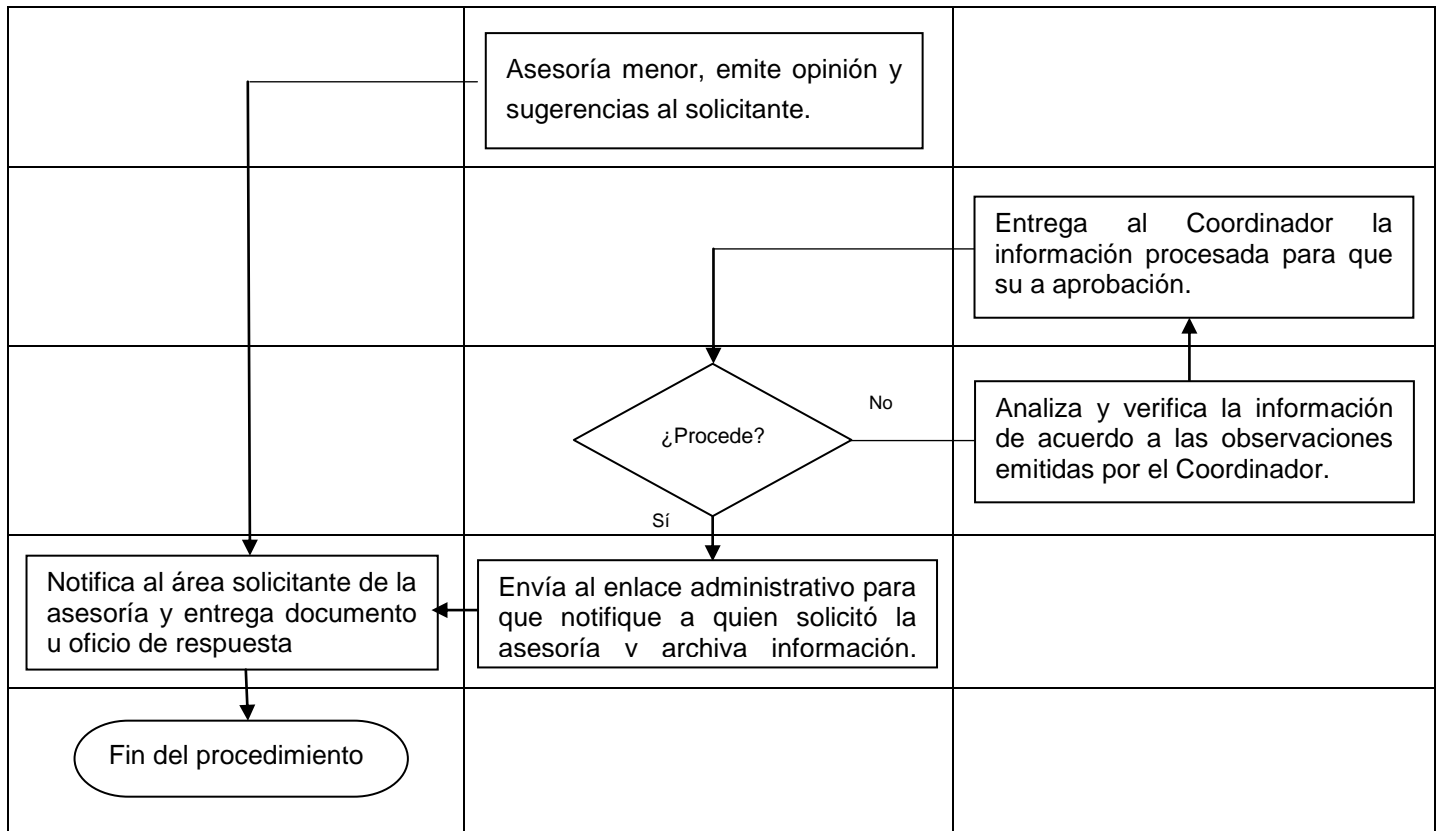 Asesoría menor, emite opinión y
sugerencias al solicitante.
Entrega al Coordinador la
información procesada para que
su a aprobación.
¿Procede?
No
Analiza y verifica la información
de acuerdo a las observaciones
emitidas por el Coordinador.
Sí
Notifica al área solicitante de la
asesoría y entrega documento
u oficio de respuesta
Envía al enlace administrativo para
que notifique a quien solicitó la
asesoría y archiva información.
Fin del procedimiento